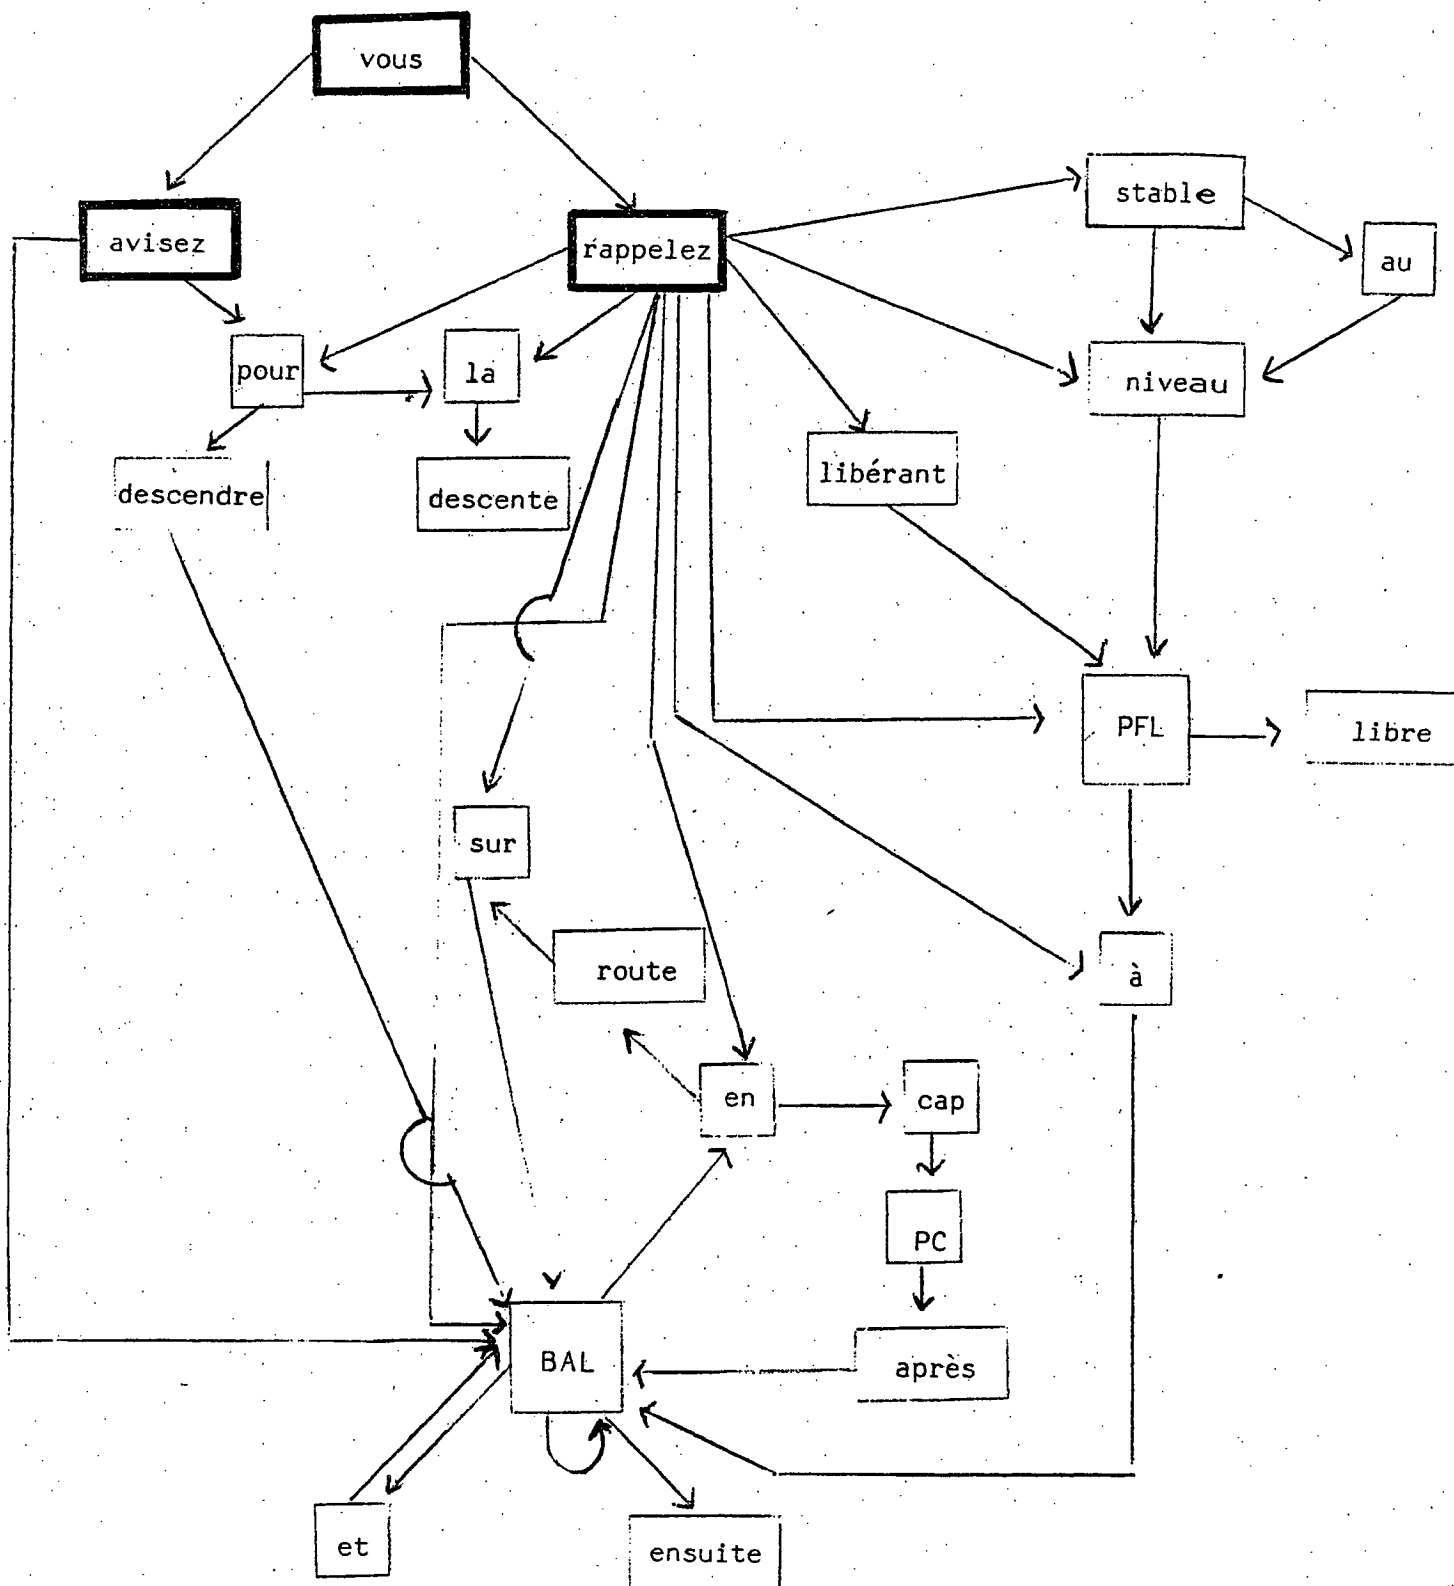 vous
stable
avisez
rappelez
au
pour
la
niveau
descendre
descente
libérant
PFL
libre
sur
route
à
en
cap
PC
BAL
après
et
ensuite